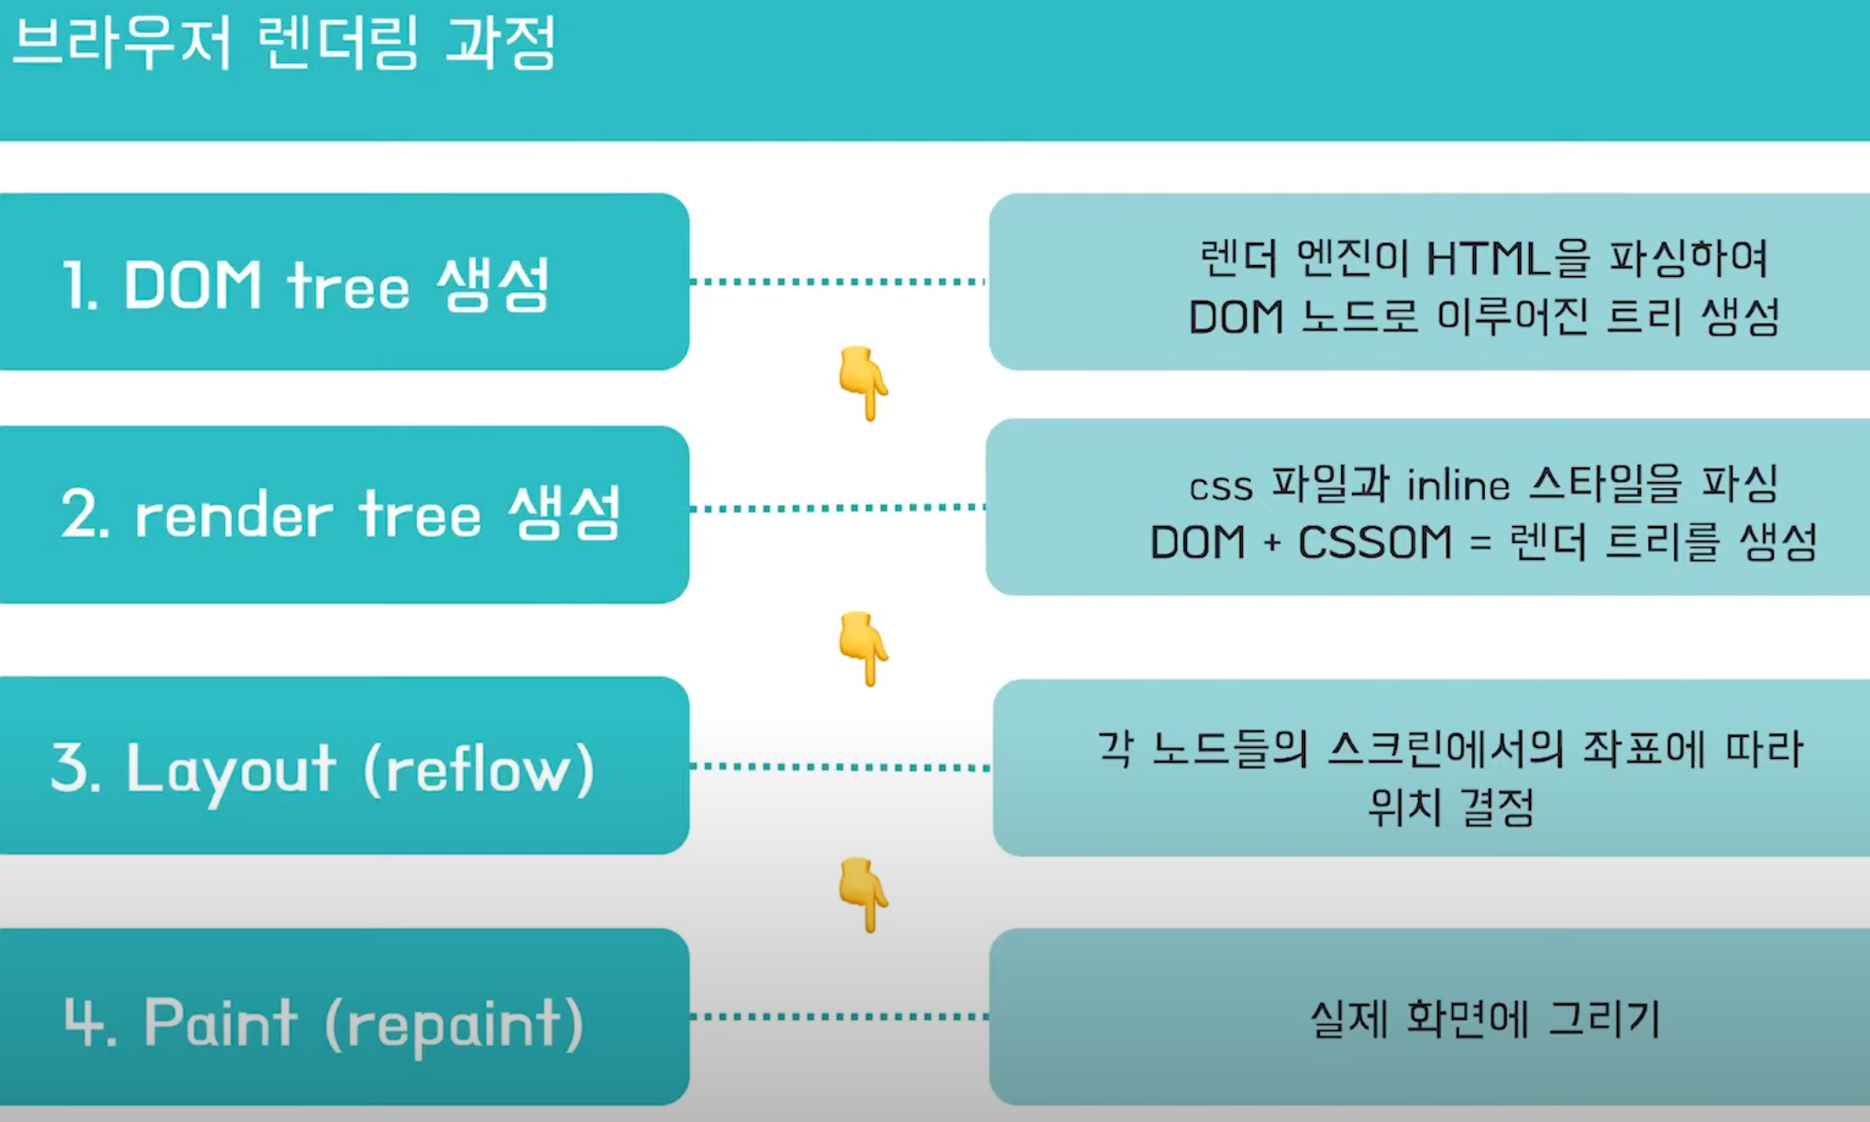 브라우저 렌더링 과정
1. DOM tree 생성
렌더 엔진이 HTML을 파싱하여
DOM 노드로 이루어진 트리 생성
2. render tree 생성
css 파일과 inline 스타일을 파싱
DOM + CSSOM = 렌더 트리를 생성
3. Layout (reflow)
각 노드들의 스크린에서의 좌표에 따라
위치 결정
4. Paint (repaint)
실제 화면에 그리기